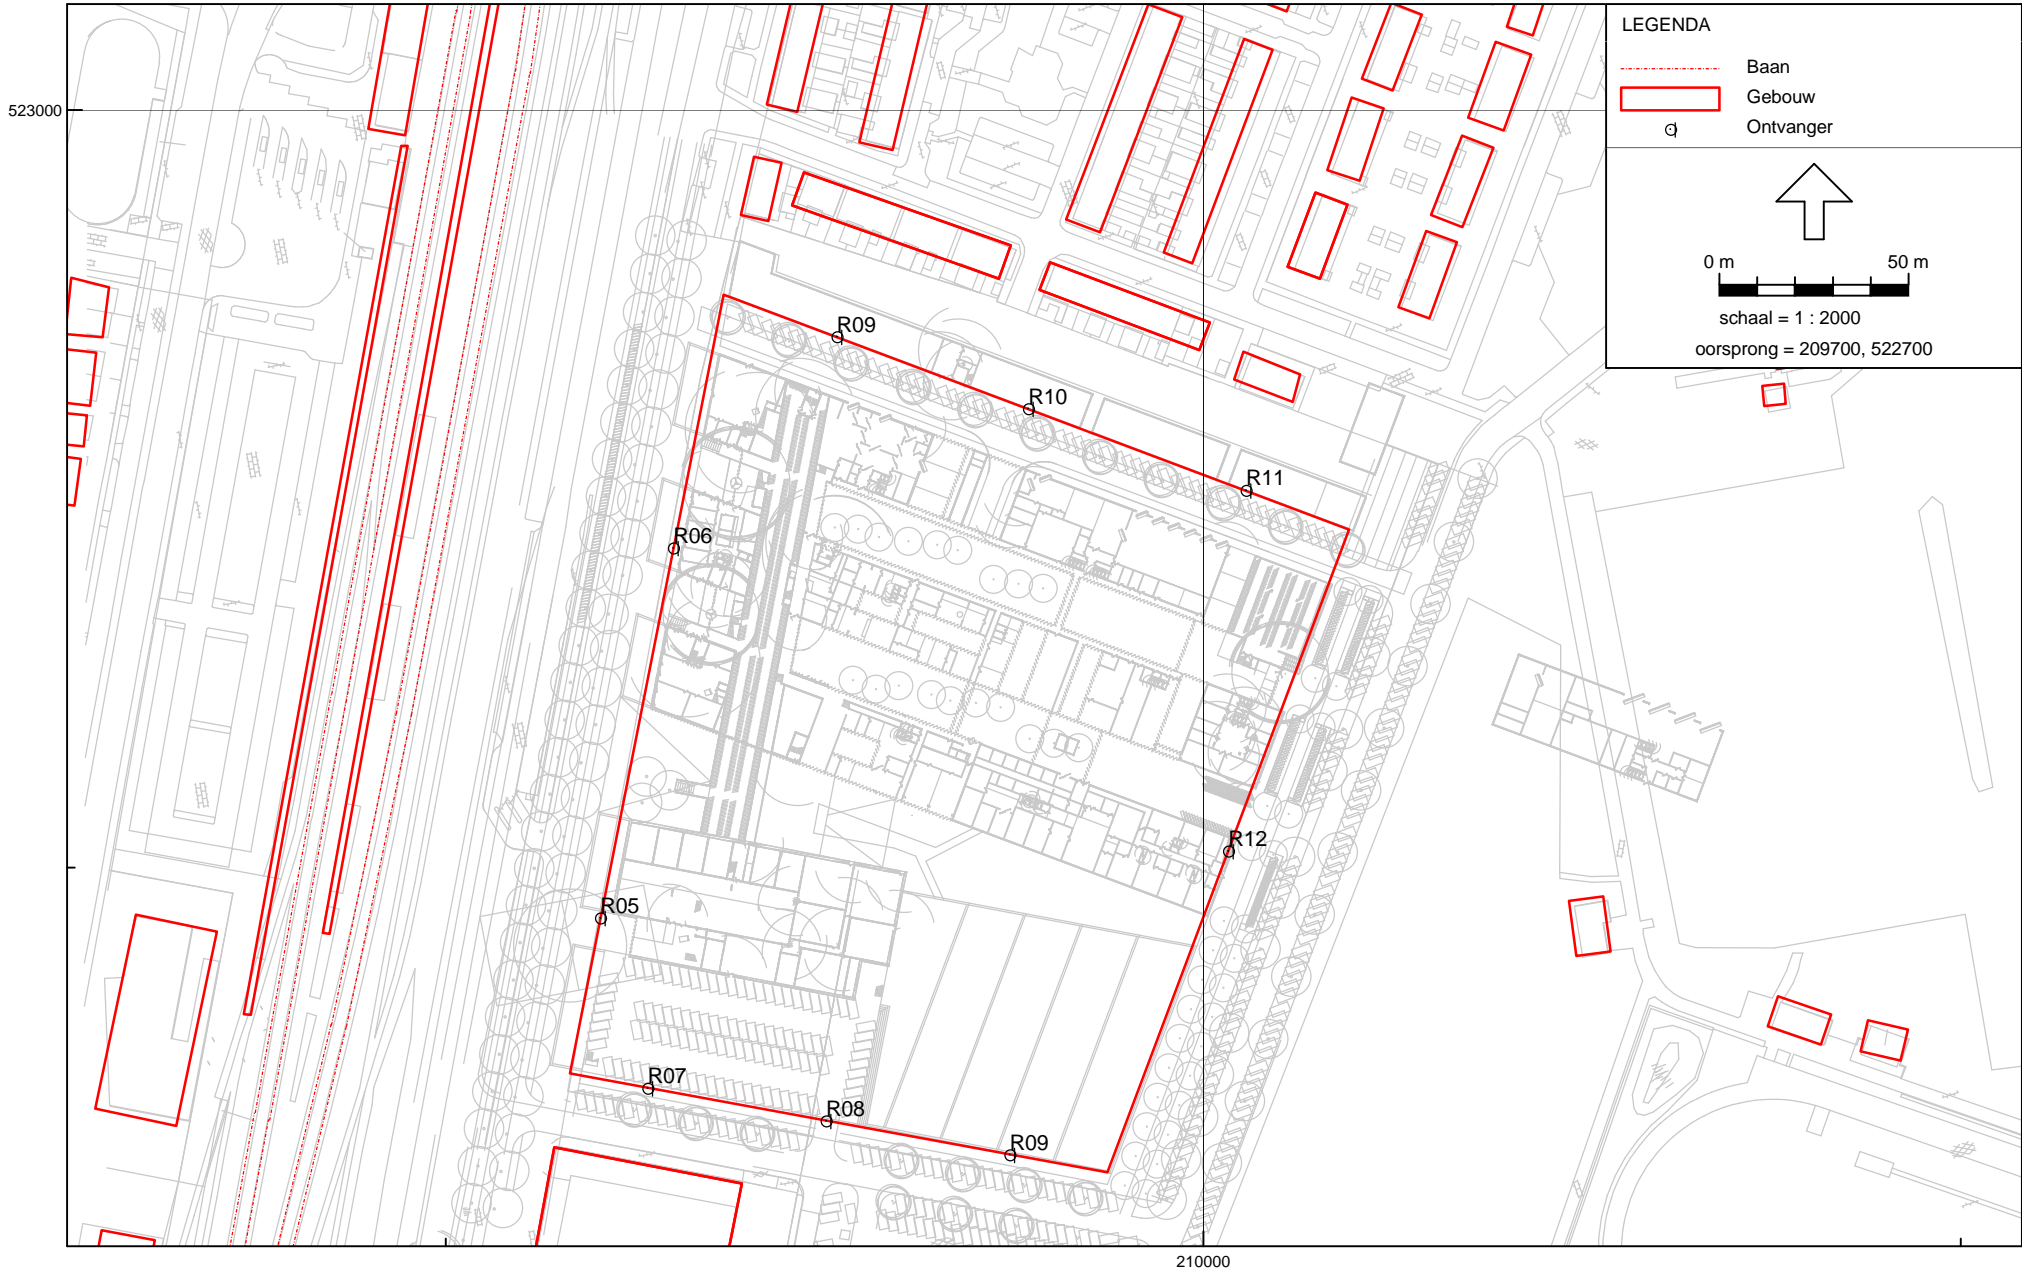 LEGENDA
Baan
Gebouw
Ontvanger
0 m 50 m
schaal = 1 : 2000
oorsprong = 209700, 522700
523000
R09
R10
R11
R06
R12
R05
R07
R08
R09
210000